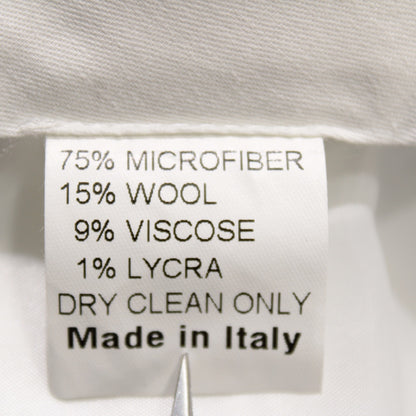 75% MICROFIBER
15% WOOL
9% VISCOSE
1% LYCRA
DRY CLEAN ONLY
Made in Italy